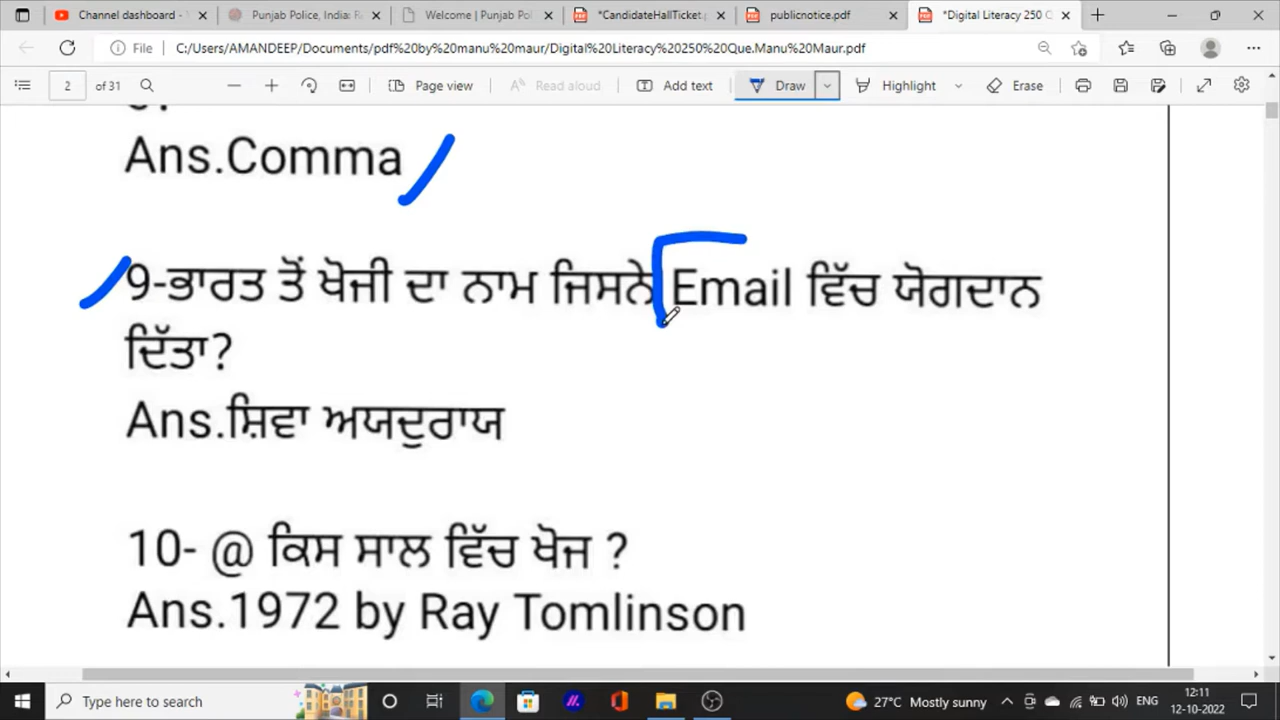 Channel dashboard -
Punjab Police, India: R
Welcome | Punjab Po
*CandidateHallTicket.p
publicnotice.pdf
*Digital Literacy 250 Q
File
C:/Users/AMANDEEP/Documents/pdf%20by%20manu%20maur/Digital%20Literacy%20250%20Que.Manu%20Maur.pdf
2 of 31
Page view
Read aloud
Add text
Draw
Highlight
Erase
Ans.Comma
9-ਭਾਰਤ ਤੋਂ ਖੋਜੀ ਦਾ ਨਾਮ ਜਿਸਨੇ Email ਵਿੱਚ ਯੋਗਦਾਨ
ਦਿੱਤਾ?
Ans.ਸ਼ਿਵਾ ਅਯਦੁਰਾਯ
10- @ ਕਿਸ ਸਾਲ ਵਿੱਚ ਖੋਜ ?
Ans.1972 by Ray Tomlinson
Type here to search
27°C Mostly sunny
ENG
12:11
12-10-2022